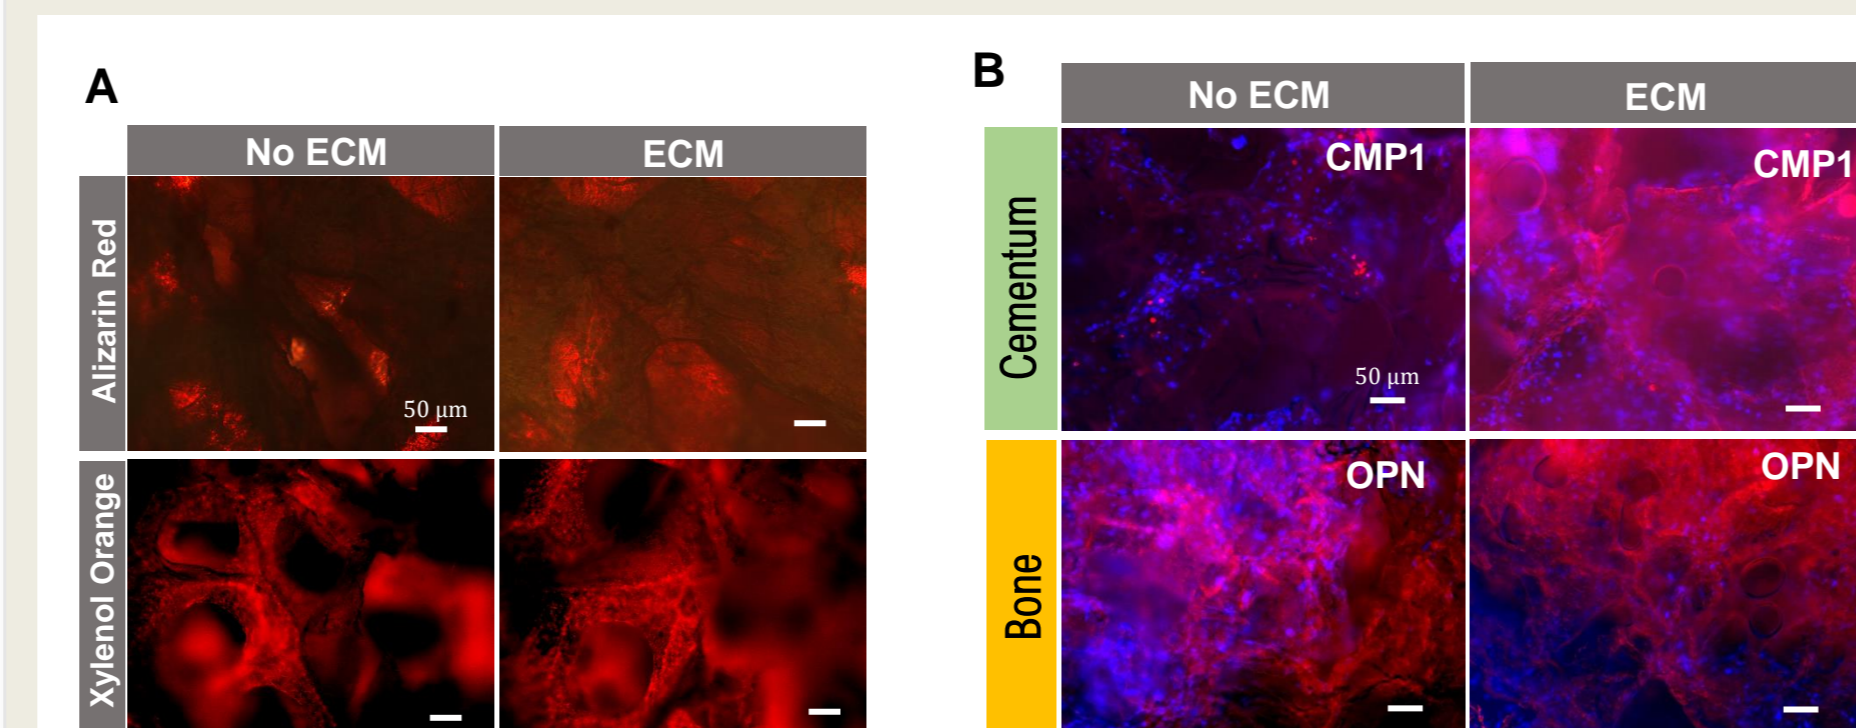 A
No ECM
ECM
Alizarin Red
50 µm
Xylenol Orange
B
No ECM
ECM
Cementum
CMP1
CMP1
50 µm
Bone
OPN
OPN